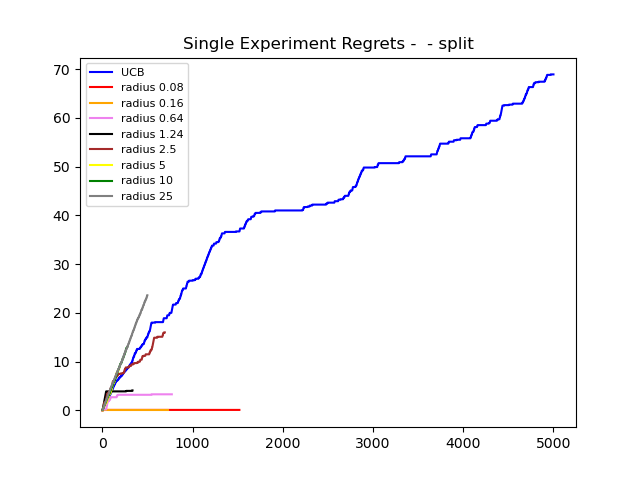 Single Experiment Regrets -  - split
70
60
50
40
30
20
10
0
UCB
radius 0.08
radius 0.16
radius 0.64
radius 1.24
radius 2.5
radius 5
radius 10
radius 25
0 1000 2000 3000 4000 5000